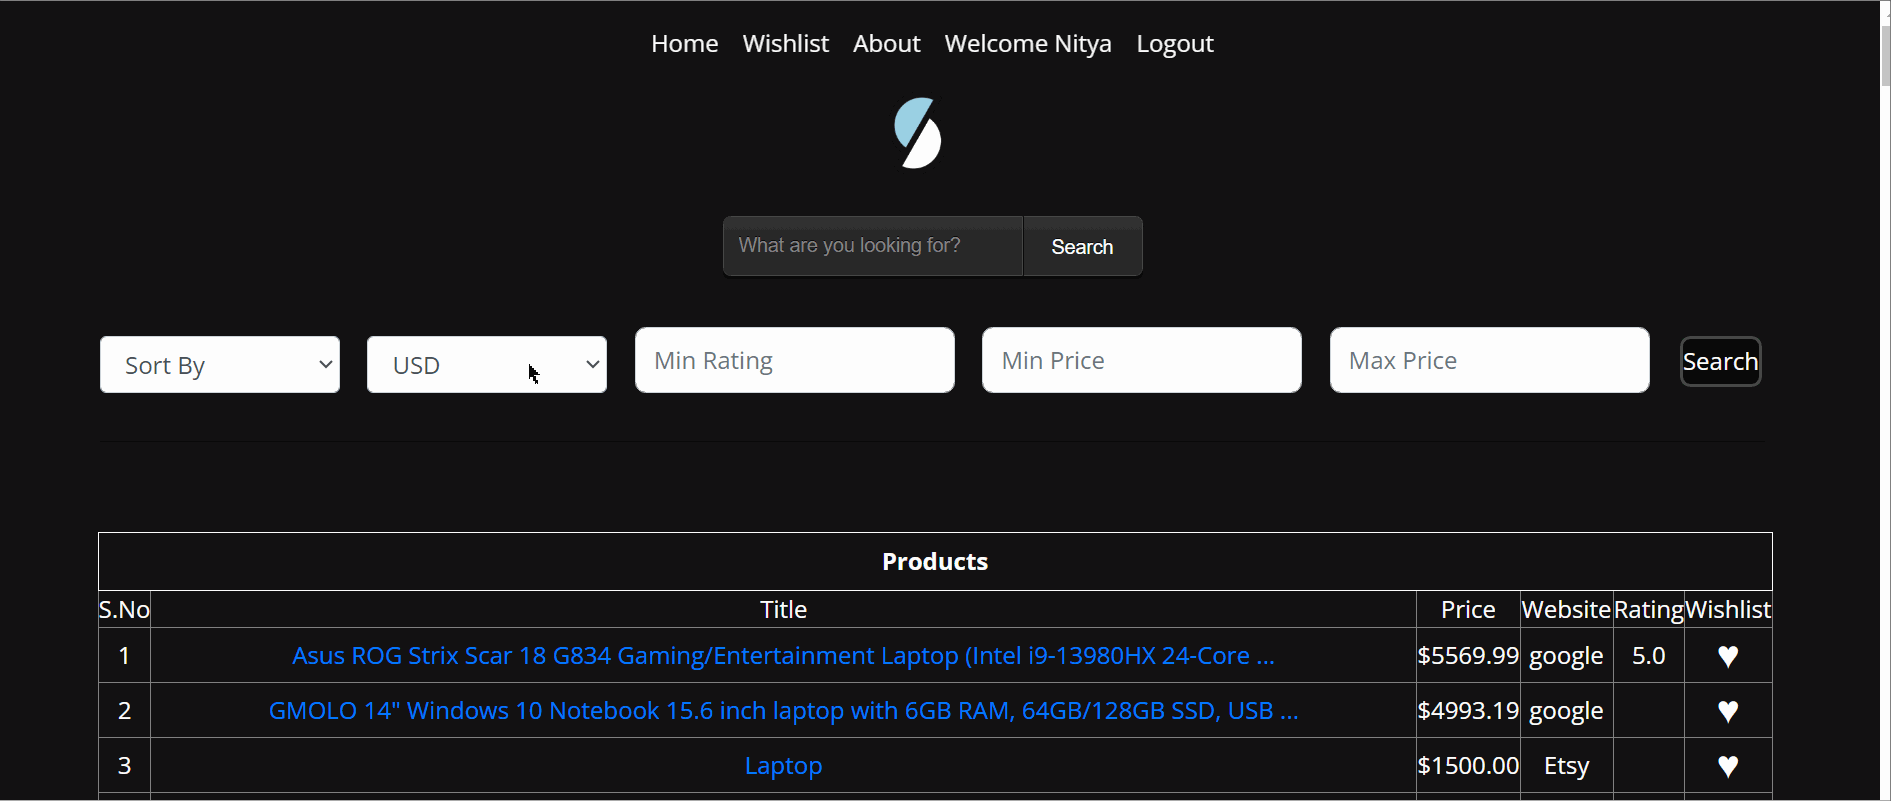 Home Wishlist About Welcome Nitya Logout
What are you looking for? Search
Sort By USD Min Rating Min Price Max Price Search
Products
S.No Title Price Website Rating Wishlist
1 Asus ROG Strix Scar 18 G834 Gaming/Entertainment Laptop (Intel i9-13980HX 24-Core ... $5569.99 google 5.0 ♥
2 GMOLO 14" Windows 10 Notebook 15.6 inch laptop with 6GB RAM, 64GB/128GB SSD, USB ... $4993.19 google ♥
3 Laptop $1500.00 Etsy ♥